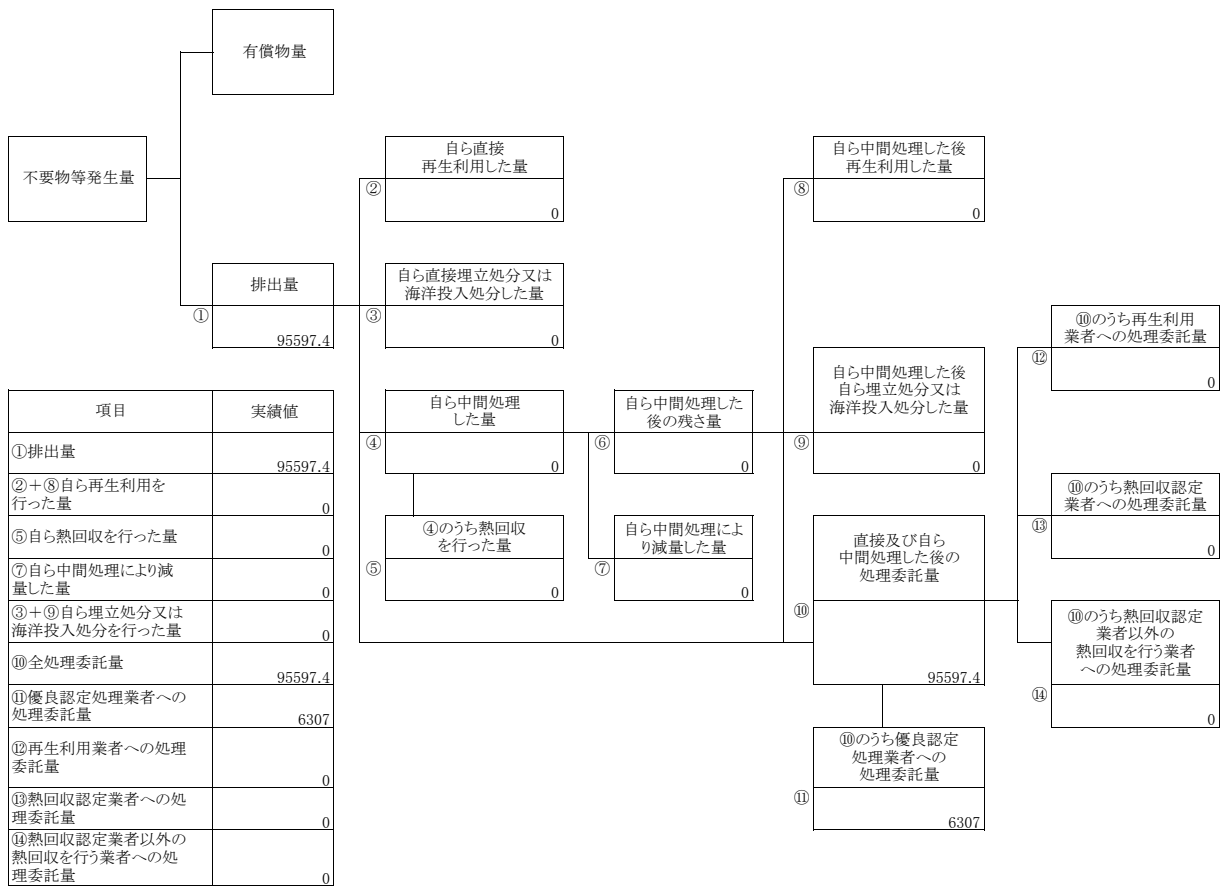 有償物量
不要物等発生量
排出量
①
95597.4
自ら直接
再生利用した量
②
0
自ら直接埋立処分又は
海洋投入処分した量
③
0
自ら中間処理
した量
④
0
④のうち熱回収
を行った量
⑤
0
自ら中間処理した
後の残さ量
⑥
0
自ら中間処理によ
り減量した量
⑦
0
自ら中間処理した後
再生利用した量
⑧
0
自ら中間処理した後
自ら埋立処分又は
海洋投入処分した量
⑨
0
直接及び自ら
中間処理した後の
処理委託量
⑩
95597.4
⑩のうち優良認定
処理業者への
処理委託量
⑪
6307
⑩のうち再生利用
業者への処理委託量
⑫
0
⑩のうち熱回収認定
業者への処理委託量
⑬
0
⑩のうち熱回収認定
業者以外の
熱回収を行う業者
への処理委託量
⑭
0
項目 実績値
①排出量 95597.4
②+⑧自ら再生利用を
行った量 0
⑤自ら熱回収を行った量 0
⑦自ら中間処理により減
量した量 0
③+⑨自ら埋立処分又は
海洋投入処分を行った量 0
⑩全処理委託量 95597.4
⑪優良認定処理業者への
処理委託量 6307
⑫再生利用業者への処理
委託量 0
⑬熱回収認定業者への処
理委託量 0
⑭熱回収認定業者以外の
熱回収を行う業者への処
理委託量 0